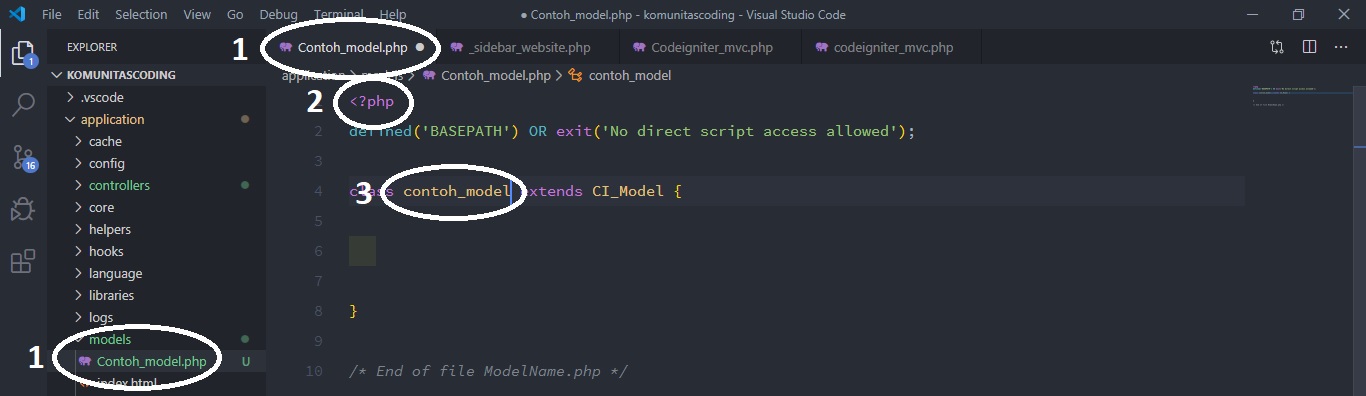 File Edit Selection View Go Debug Terminal Help ● Contoh_model.php - komunitascoding - Visual Studio Code
1
EXPLORER
1 Contoh_model.php _sidebar_website.php Codeigniter_mvc.php codeigniter_mvc.php
KOMUNITASCODING
application > models > Contoh_Model.php > contoh_model
.vscode
2 <?php
application
2 defined('BASEPATH') OR exit('No direct script access allowed');
cache
3
config
16
controllers
3 4 class contoh_model extends CI_Model {
core
5
helpers
6
hooks
language
7
libraries
8 }
logs
models
9
1 Contoh_model.php U
10 /* End of file ModelName.php */
index.html